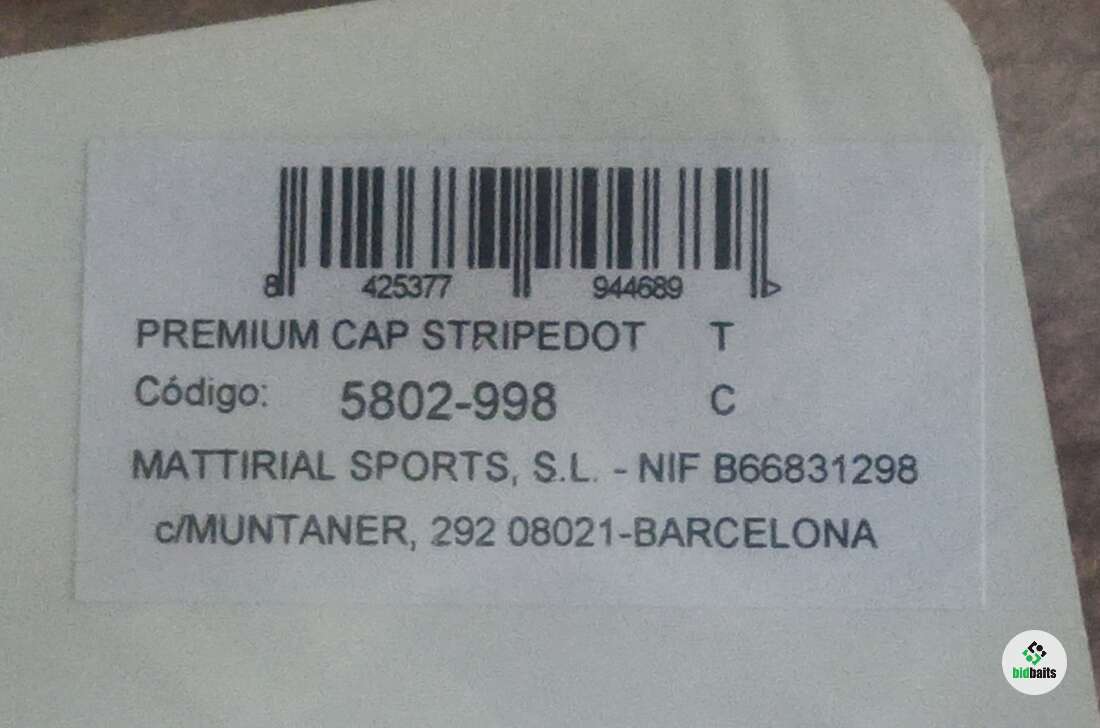 8 425377 944689
PREMIUM CAP STRIPEDOT T
Código: 5802-998 C
MATTIRIAL SPORTS, S.L. - NIF B66831298
c/MUNTANER, 292 08021-BARCELONA
bidbaits